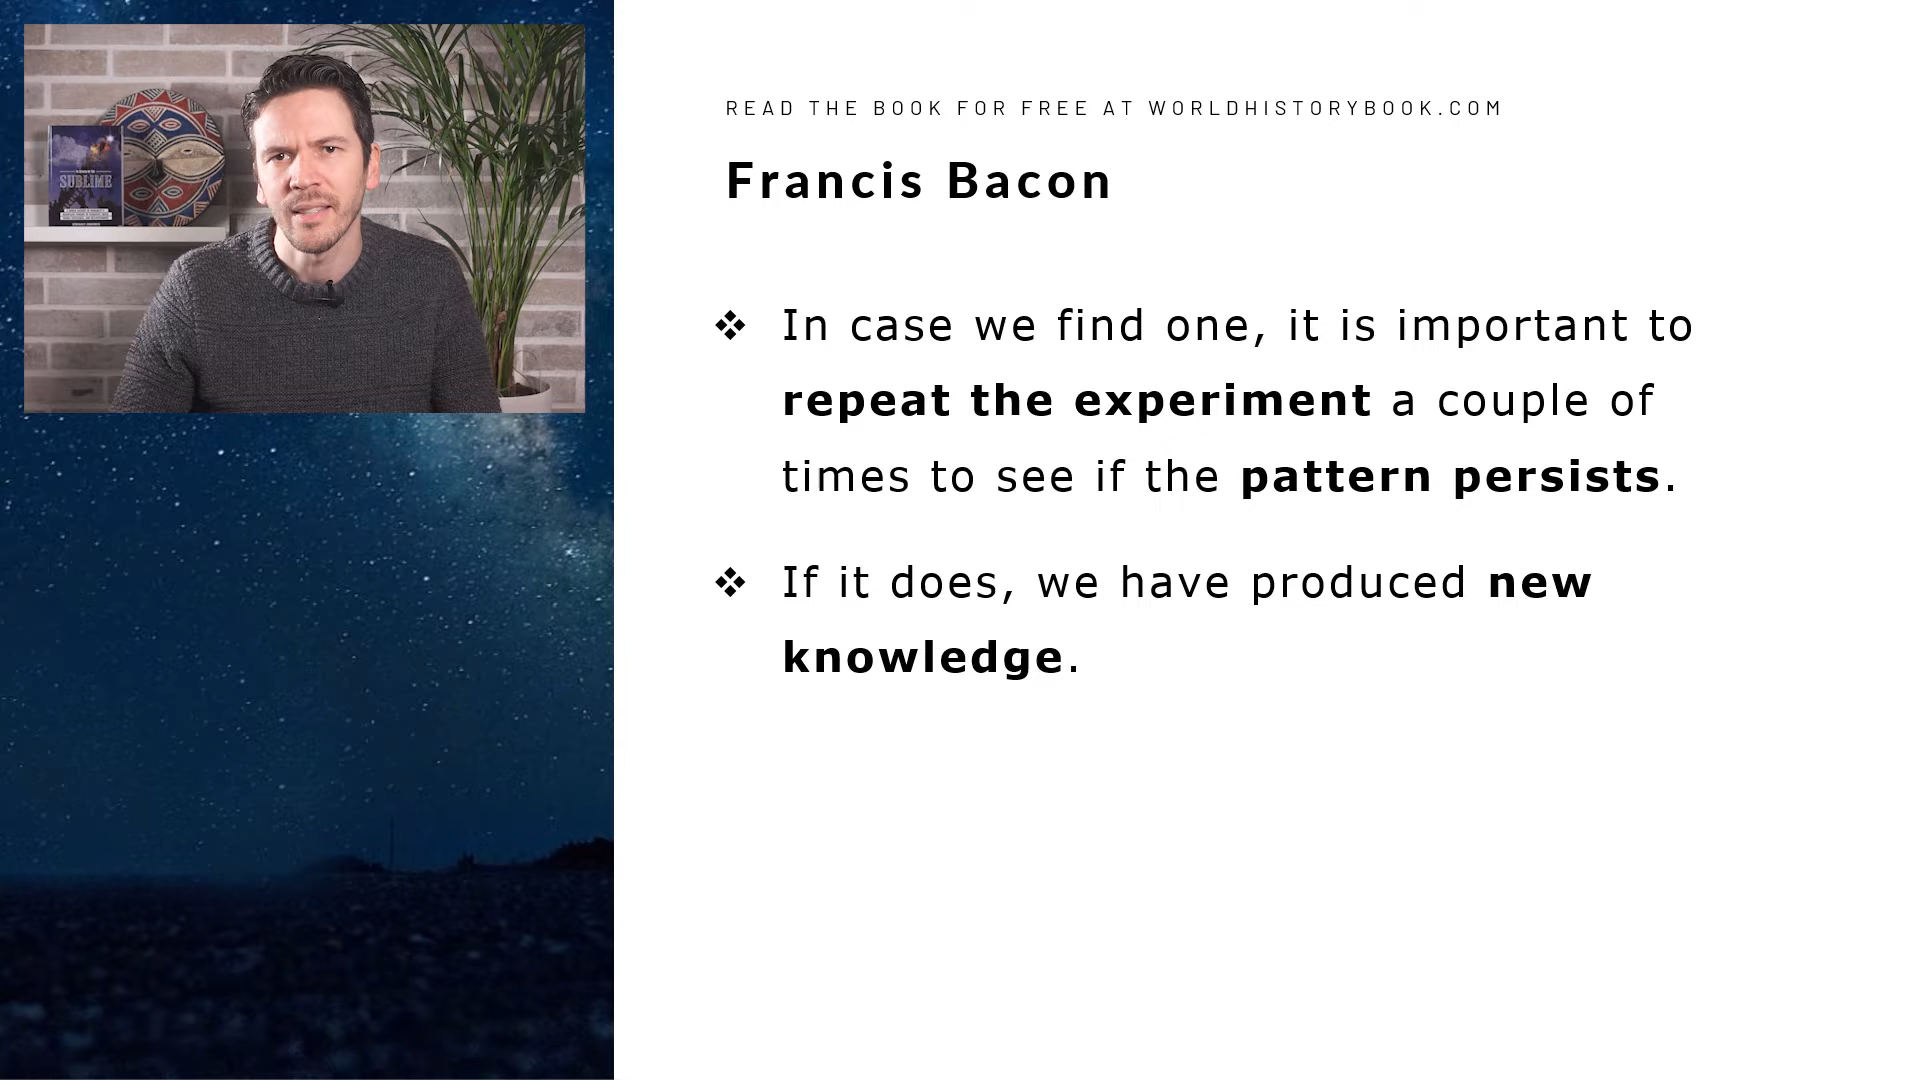 SUBLIME
READ THE BOOK FOR FREE AT WORLDHISTORYBOOK.COM
Francis Bacon
❖ In case we find one, it is important to
repeat the experiment a couple of
times to see if the pattern persists.
❖ If it does, we have produced new
knowledge.